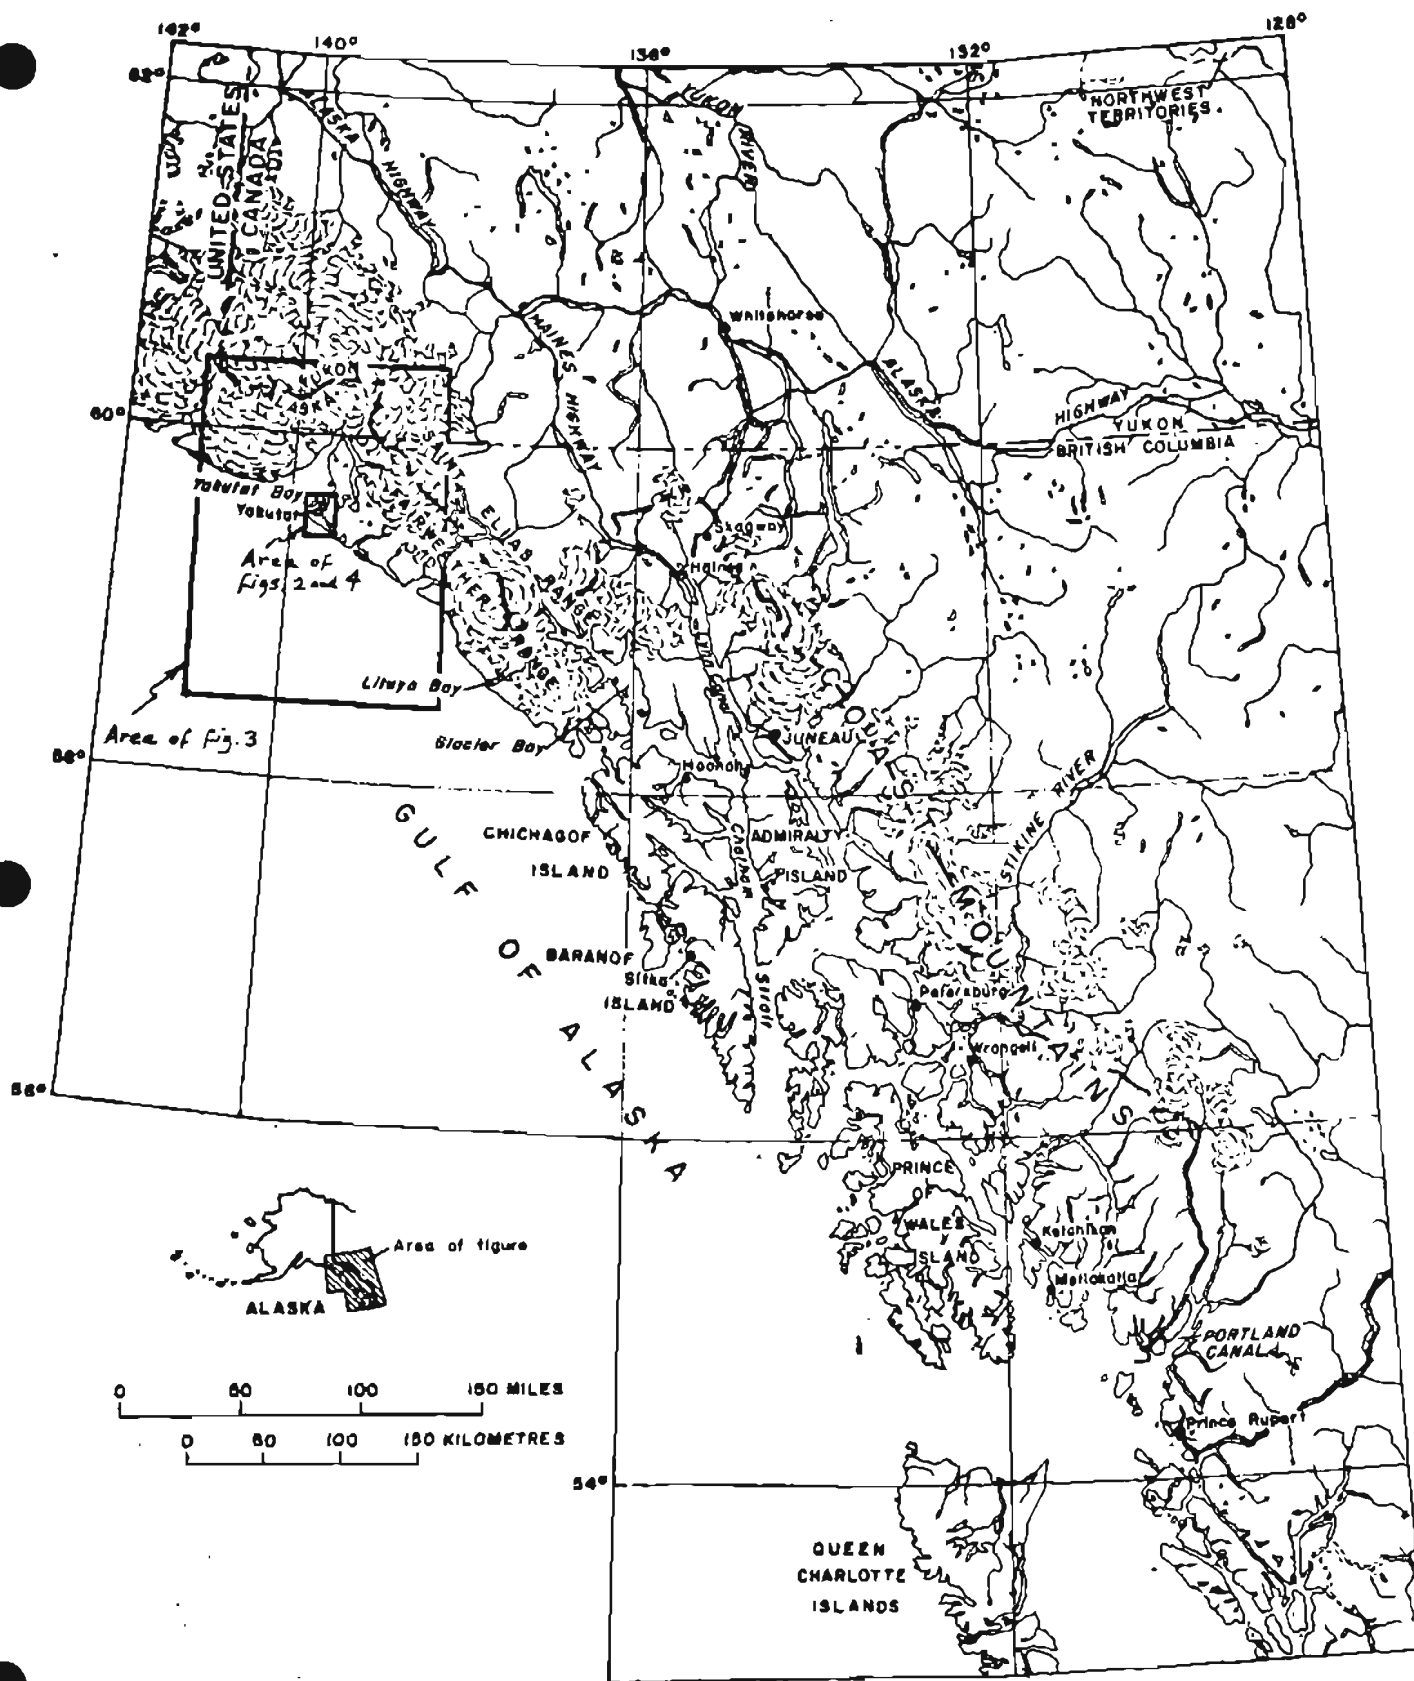 142°
140°
136°
132°
128°
62°
UNITED STATES
CANADA
ALASKA
HIGHWAY
YUKON
RIVER
NORTHWEST
TERRITORIES
Whitehorse
HAINES HIGHWAY
ALASKA
HIGHWAY
YUKON
BRITISH COLUMBIA
YUKON
ALASKA
60°
Yakutat Bay
Yakutat
SAINT ELIAS RANGE
FAIRWEATHER RANGE
Skagway
Haines
Area of
figs. 2 and 4
Lynn Canal
Lituya Bay
Area of fig. 3
Glacier Bay
JUNEAU
COAST MOUNTAINS
58°
Hoonah
STIKINE RIVER
GULF OF ALASKA
CHICHAGOF
ISLAND
Chatham Strait
ADMIRALTY
ISLAND
BARANOF
Sitka
ISLAND
Petersburg
Wrangell
56°
PRINCE
OF
WALES
ISLAND
Ketchikan
Metlakatla
Area of figure
ALASKA
PORTLAND
CANAL
0 50 100 150 MILES
0 50 100 150 KILOMETRES
Prince Rupert
54°
QUEEN
CHARLOTTE
ISLANDS